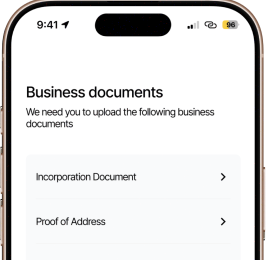 9:41
96
Business documents
We need you to upload the following business
documents
Incorporation Document
Proof of Address